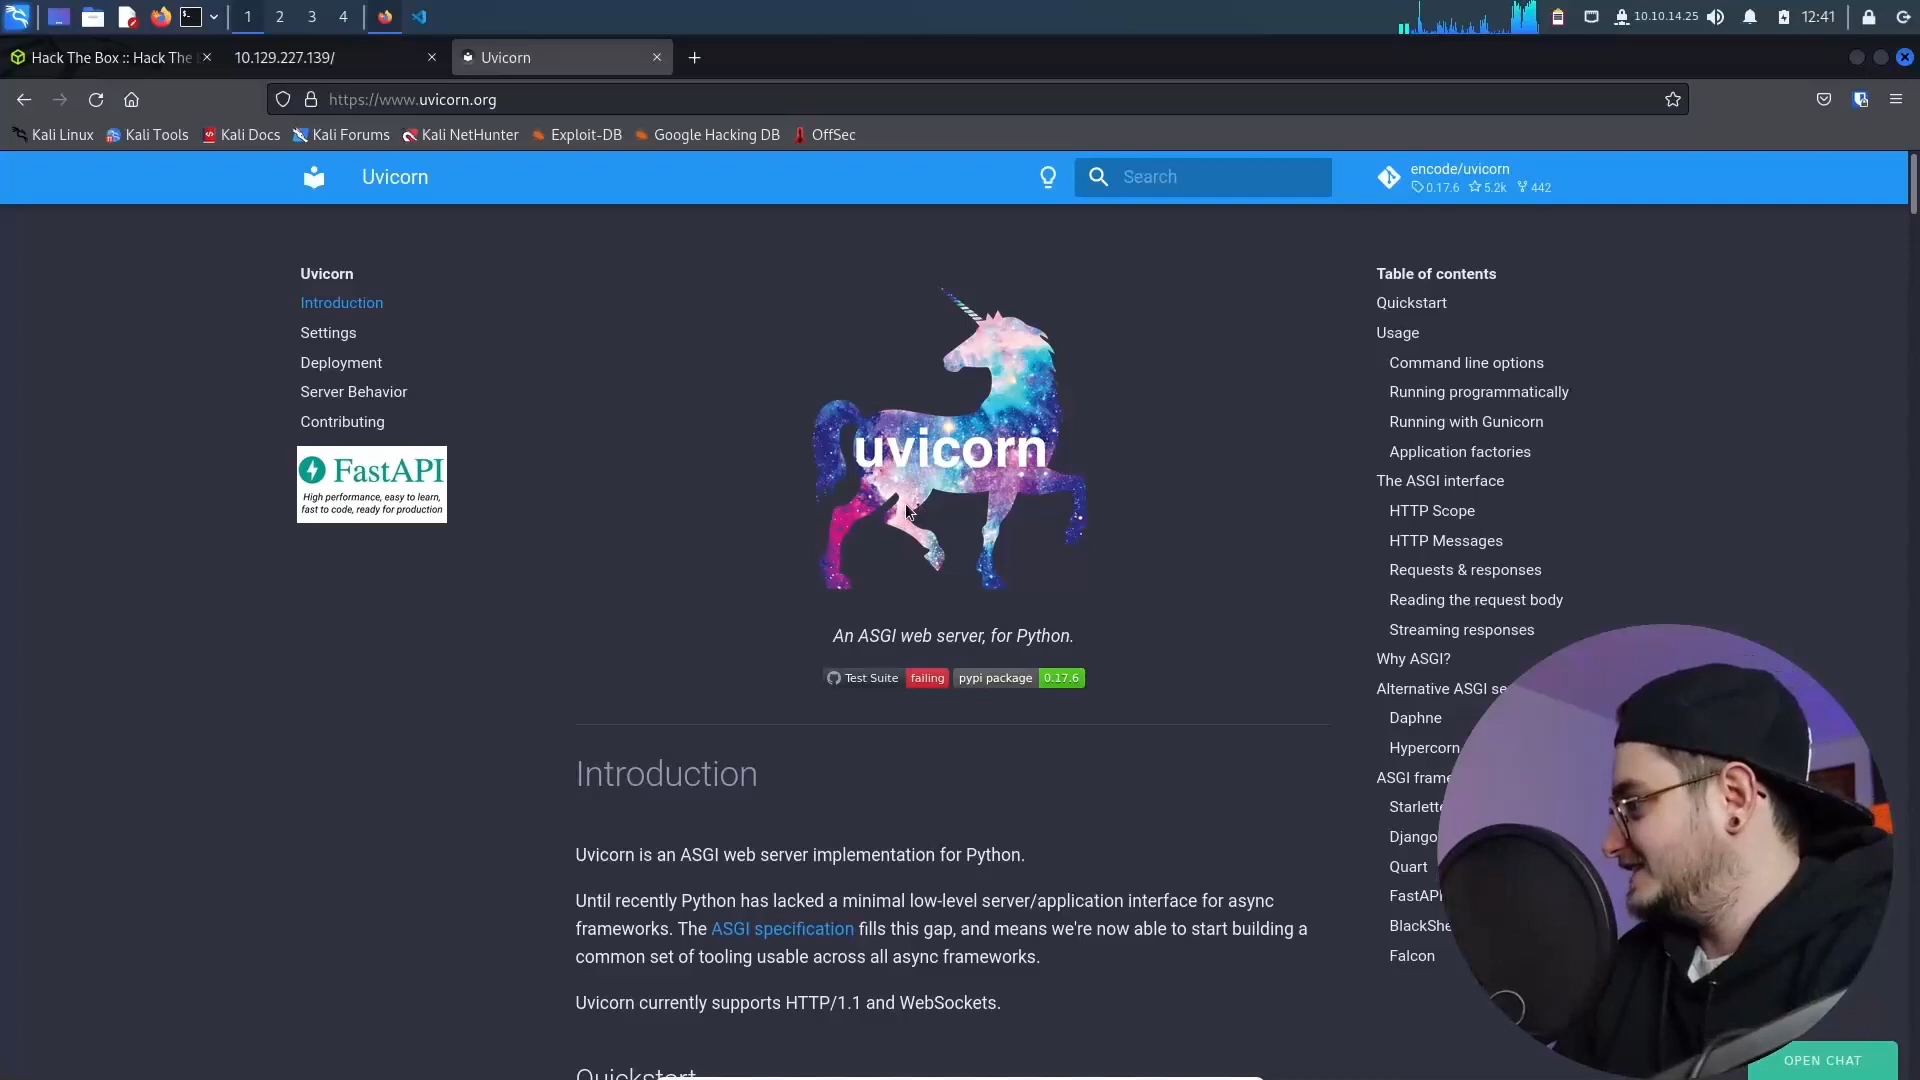 1
2
3
4
10.10.14.25
12:41
Hack The Box :: Hack The
10.129.227.139/
Uvicorn
https://www.uvicorn.org
Kali Linux
Kali Tools
Kali Docs
Kali Forums
Kali NetHunter
Exploit-DB
Google Hacking DB
OffSec
Uvicorn
Search
encode/uvicorn
0.17.6
5.2k
442
Uvicorn
Introduction
Settings
Deployment
Server Behavior
Contributing
FastAPI
High performance, easy to learn,
fast to code, ready for production
uvicorn
An ASGI web server, for Python.
Test Suite failing
pypi package 0.17.6
Introduction
Uvicorn is an ASGI web server implementation for Python.
Until recently Python has lacked a minimal low-level server/application interface for async
frameworks. The ASGI specification fills this gap, and means we're now able to start building a
common set of tooling usable across all async frameworks.
Uvicorn currently supports HTTP/1.1 and WebSockets.
Quickstart
Table of contents
Quickstart
Usage
Command line options
Running programmatically
Running with Gunicorn
Application factories
The ASGI interface
HTTP Scope
HTTP Messages
Requests & responses
Reading the request body
Streaming responses
Why ASGI?
Alternative ASGI se
Daphne
Hypercorn
ASGI frame
Starlette
Django
Quart
FastAPI
BlackShe
Falcon
OPEN CHAT